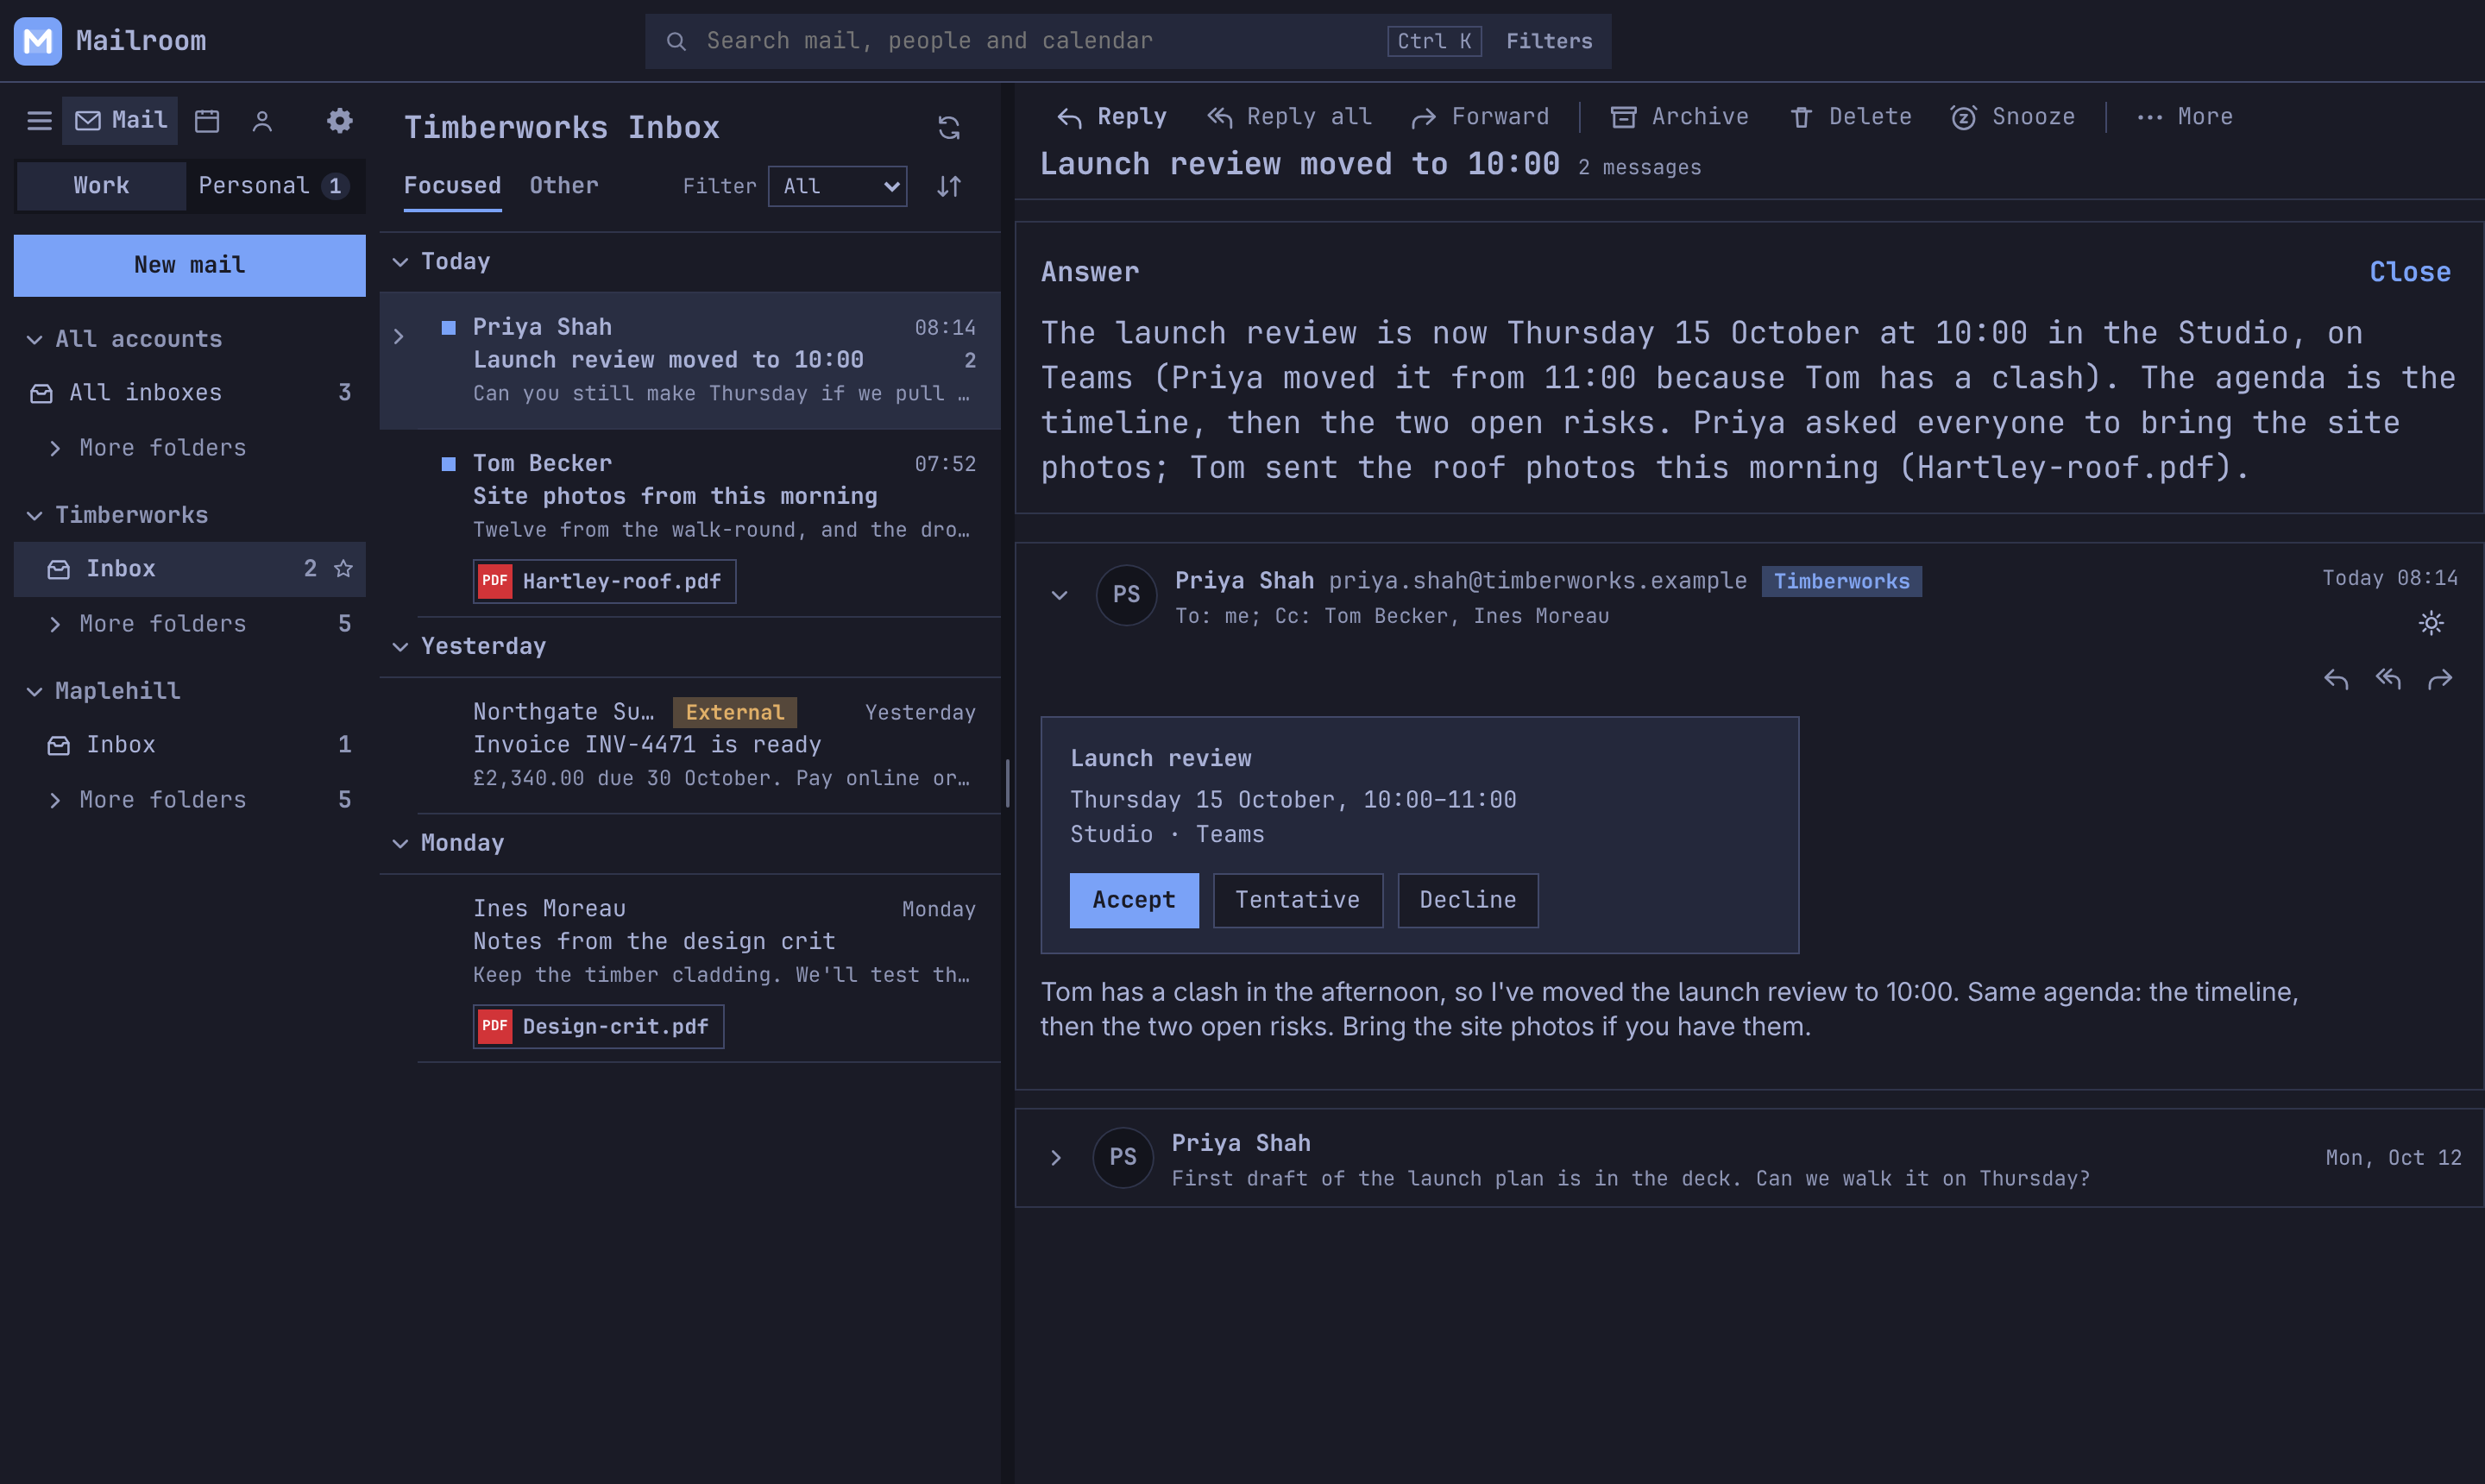 Mailroom
Search mail, people and calendar
Ctrl K
Filters
Mail
Work
Personal 1
New mail
All accounts
All inboxes 3
More folders
Timberworks
Inbox 2
More folders 5
Maplehill
Inbox 1
More folders 5
Timberworks Inbox
Focused
Other
Filter
All
Today
Priya Shah 08:14
Launch review moved to 10:00 2
Can you still make Thursday if we pull …
Tom Becker 07:52
Site photos from this morning
Twelve from the walk-round, and the dro…
PDF Hartley-roof.pdf
Yesterday
Northgate Su… External Yesterday
Invoice INV-4471 is ready
£2,340.00 due 30 October. Pay online or…
Monday
Ines Moreau Monday
Notes from the design crit
Keep the timber cladding. We'll test th…
PDF Design-crit.pdf
Reply
Reply all
Forward
Archive
Delete
Snooze
More
Launch review moved to 10:00 2 messages
Answer
Close
The launch review is now Thursday 15 October at 10:00 in the Studio, on
Teams (Priya moved it from 11:00 because Tom has a clash). The agenda is the
timeline, then the two open risks. Priya asked everyone to bring the site
photos; Tom sent the roof photos this morning (Hartley-roof.pdf).
PS
Priya Shah priya.shah@timberworks.example Timberworks
Today 08:14
To: me; Cc: Tom Becker, Ines Moreau
Launch review
Thursday 15 October, 10:00–11:00
Studio · Teams
Accept
Tentative
Decline
Tom has a clash in the afternoon, so I've moved the launch review to 10:00. Same agenda: the timeline,
then the two open risks. Bring the site photos if you have them.
PS
Priya Shah
Mon, Oct 12
First draft of the launch plan is in the deck. Can we walk it on Thursday?